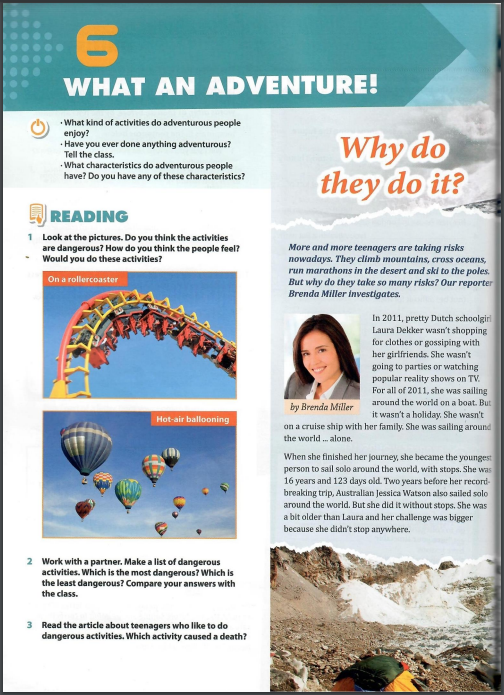 6
WHAT AN ADVENTURE!
· What kind of activities do adventurous people
enjoy?
· Have you ever done anything adventurous?
Tell the class.
· What characteristics do adventurous people
have? Do you have any of these characteristics?
READING
1 Look at the pictures. Do you think the activities
are dangerous? How do you think the people feel?
Would you do these activities?
On a rollercoaster
Hot-air ballooning
2 Work with a partner. Make a list of dangerous
activities. Which is the most dangerous? Which is
the least dangerous? Compare your answers with
the class.
3 Read the article about teenagers who like to do
dangerous activities. Which activity caused a death?
Why do
they do it?
More and more teenagers are taking risks
nowadays. They climb mountains, cross oceans,
run marathons in the desert and ski to the poles.
But why do they take so many risks? Our reporter
Brenda Miller investigates.
by Brenda Miller
In 2011, pretty Dutch schoolgirl
Laura Dekker wasn't shopping
for clothes or gossiping with
her girlfriends. She wasn't
going to parties or watching
popular reality shows on TV.
For all of 2011, she was sailing
around the world on a boat. But
it wasn't a holiday. She wasn't
on a cruise ship with her family. She was sailing around
the world ... alone.
When she finished her journey, she became the youngest
person to sail solo around the world, with stops. She was
16 years and 123 days old. Two years before her record-
breaking trip, Australian Jessica Watson also sailed solo
around the world. But she did it without stops. She was
a bit older than Laura and her challenge was bigger
because she didn't stop anywhere.